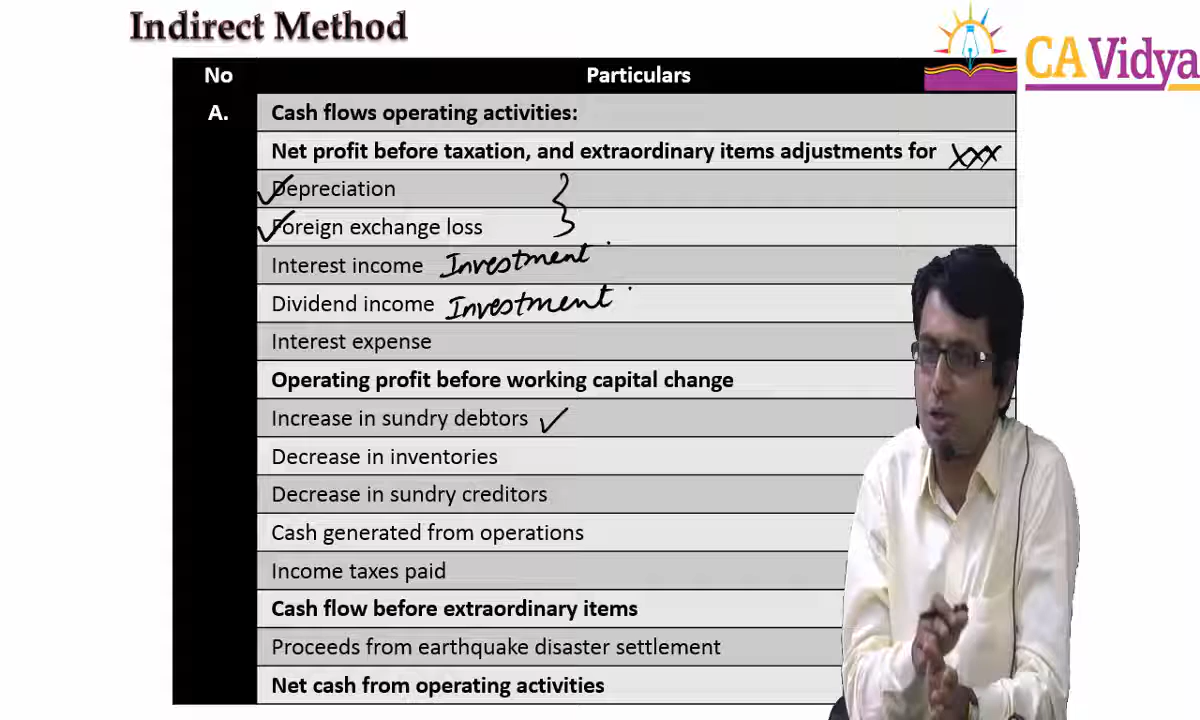 Indirect Method
CA Vidya
No Particulars
A. Cash flows operating activities:
Net profit before taxation, and extraordinary items adjustments for xxx
Depreciation
Foreign exchange loss
Interest income Investment
Dividend income Investment
Interest expense
Operating profit before working capital change
Increase in sundry debtors
Decrease in inventories
Decrease in sundry creditors
Cash generated from operations
Income taxes paid
Cash flow before extraordinary items
Proceeds from earthquake disaster settlement
Net cash from operating activities